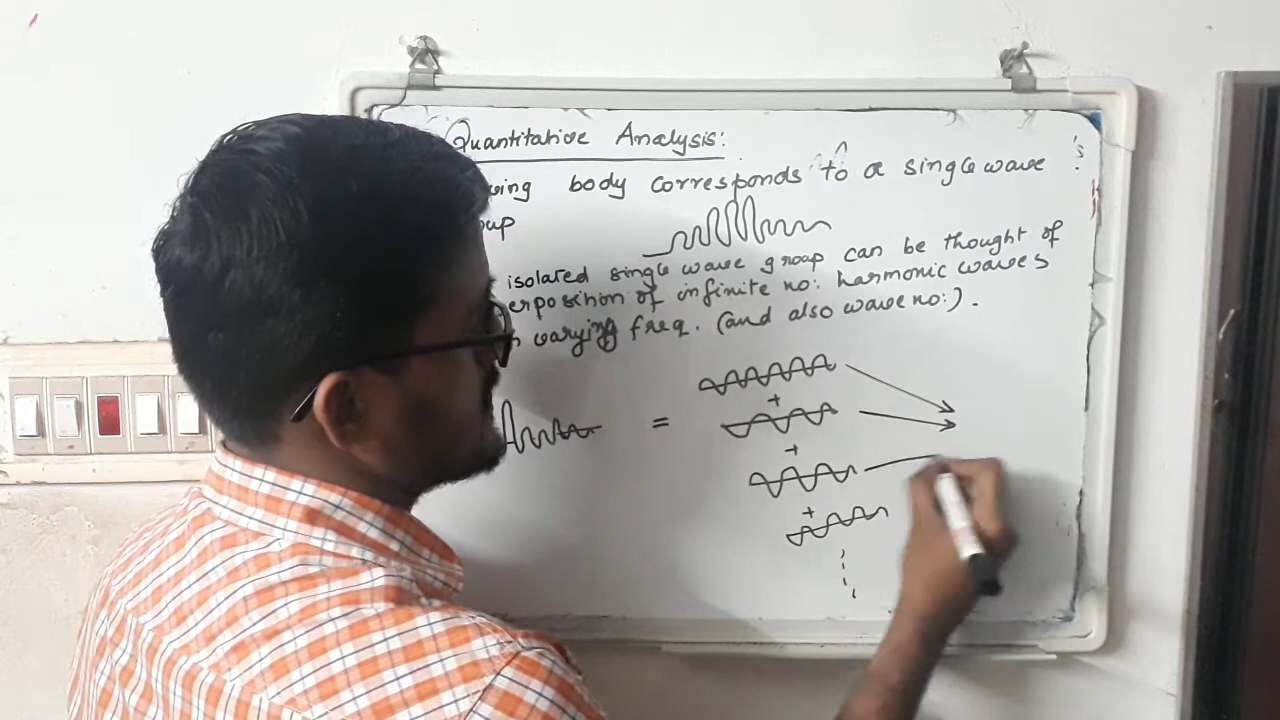 Quantitative Analysis:
body corresponds to a single wave
isolated single wave group can be thought of
of infinite no: harmonic waves
varying freq. (and also wave no:).
=
+
+
+